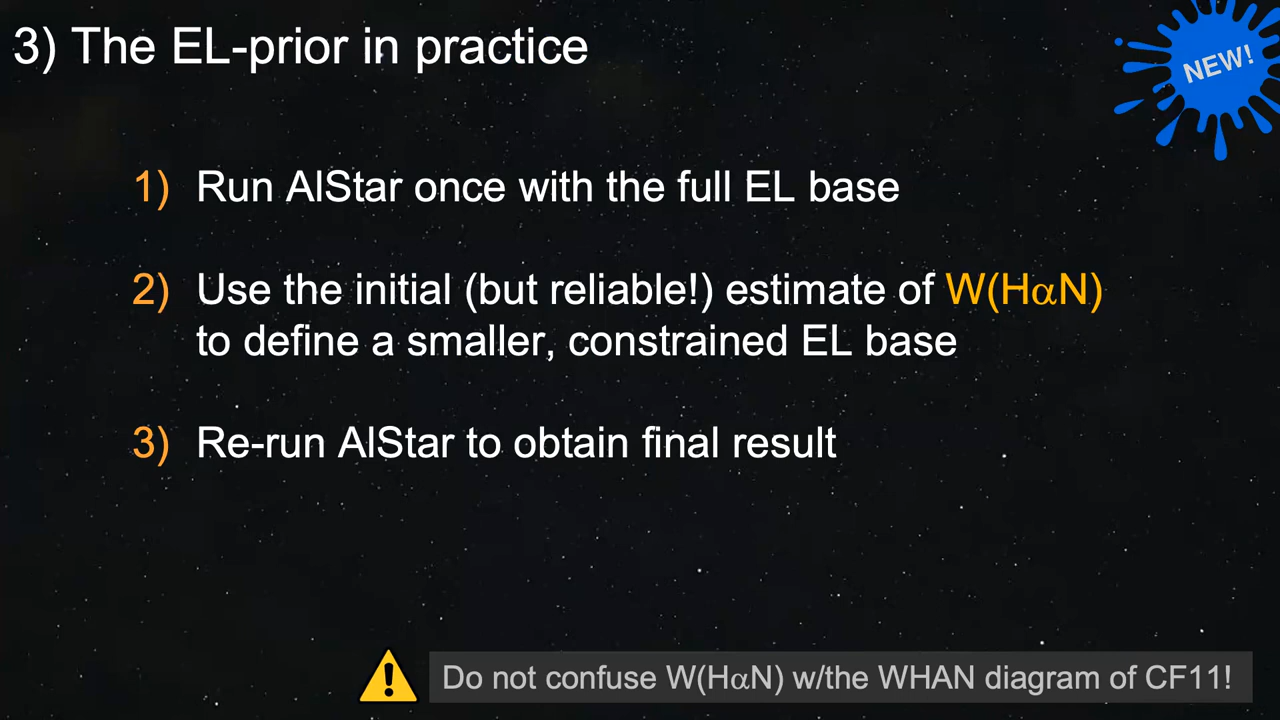 3) The EL-prior in practice
NEW!
1) Run AlStar once with the full EL base
2) Use the initial (but reliable!) estimate of W(HαN)
to define a smaller, constrained EL base
3) Re-run AlStar to obtain final result
Do not confuse W(HαN) w/the WHAN diagram of CF11!